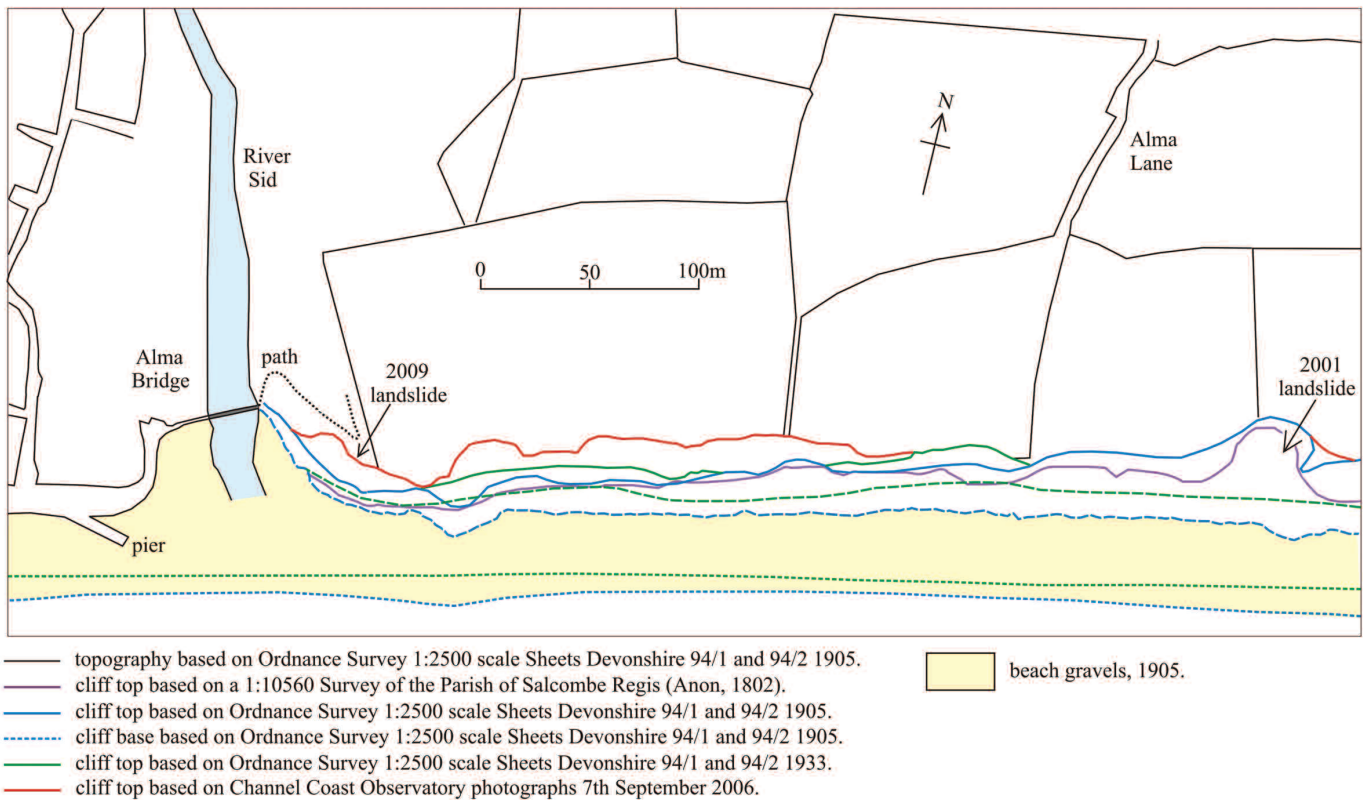 N
River
Sid
Alma
Lane
0 50 100m
Alma
Bridge
path
2009
landslide
2001
landslide
pier
topography based on Ordnance Survey 1:2500 scale Sheets Devonshire 94/1 and 94/2 1905.
cliff top based on a 1:10560 Survey of the Parish of Salcombe Regis (Anon, 1802).
cliff top based on Ordnance Survey 1:2500 scale Sheets Devonshire 94/1 and 94/2 1905.
cliff base based on Ordnance Survey 1:2500 scale Sheets Devonshire 94/1 and 94/2 1905.
cliff top based on Ordnance Survey 1:2500 scale Sheets Devonshire 94/1 and 94/2 1933.
cliff top based on Channel Coast Observatory photographs 7th September 2006.
beach gravels, 1905.